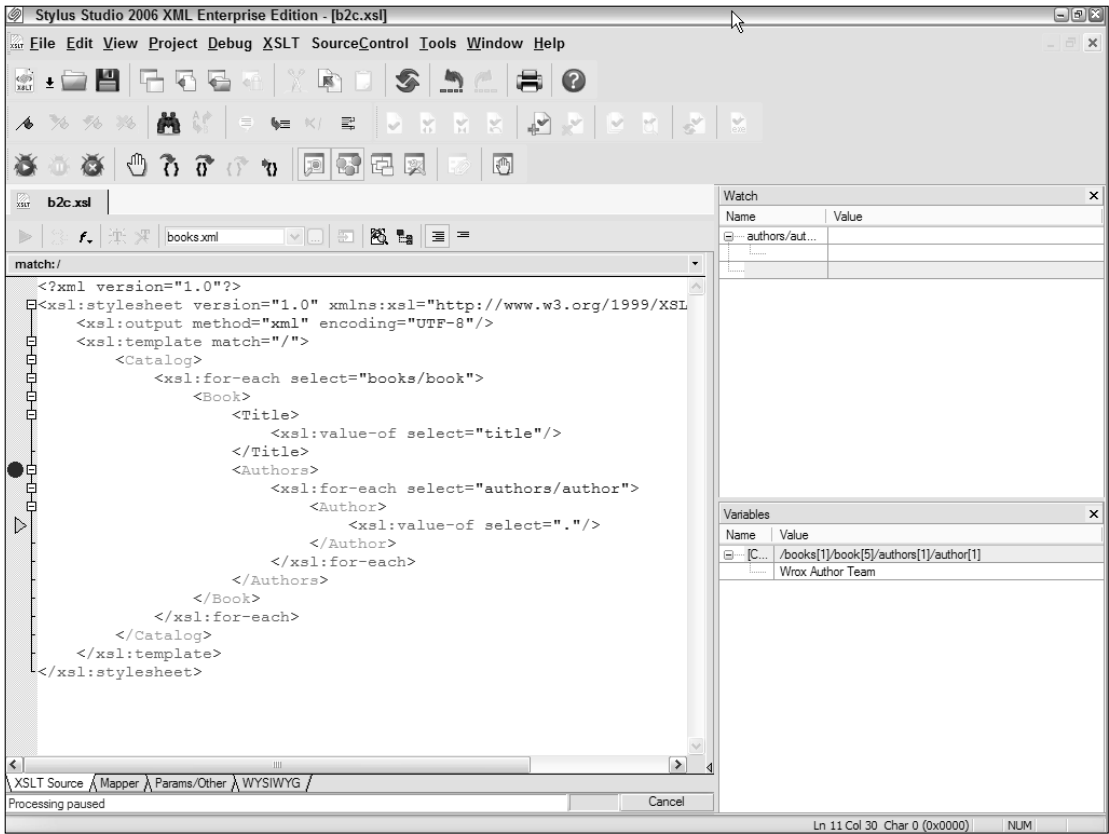 Stylus Studio 2006 XML Enterprise Edition - [b2c.xsl]
File Edit View Project Debug XSLT SourceControl Tools Window Help
b2c.xsl
books.xml
match:/
<?xml version="1.0"?>
<xsl:stylesheet version="1.0" xmlns:xsl="http://www.w3.org/1999/XSL
<xsl:output method="xml" encoding="UTF-8"/>
<xsl:template match="/">
<Catalog>
<xsl:for-each select="books/book">
<Book>
<Title>
<xsl:value-of select="title"/>
</Title>
<Authors>
<xsl:for-each select="authors/author">
<Author>
<xsl:value-of select="."/>
</Author>
</xsl:for-each>
</Authors>
</Book>
</xsl:for-each>
</Catalog>
</xsl:template>
</xsl:stylesheet>
XSLT Source Mapper Params/Other WYSIWYG
Processing paused
Cancel
Watch
Name Value
authors/aut...
Variables
Name Value
[C... /books[1]/book[5]/authors[1]/author[1]
Wrox Author Team
Ln 11 Col 30 Char 0 (0x0000) NUM